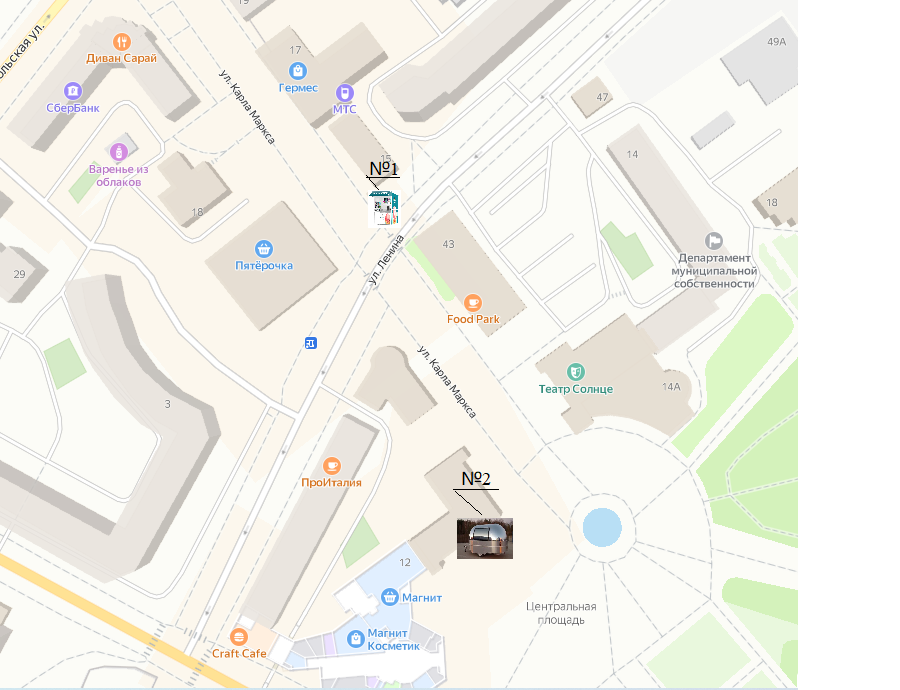 19
ольская ул.
Диван Сарай
17
Гермес
49А
СберБанк
МТС
47
ул. Карла Маркса
Варенье из
облаков
15
№1
14
18
18
43
Департамент
муниципальной
собственности
Пятёрочка
29
ул. Ленина
Food Park
ул. Карла Маркса
Театр Солнце
14А
3
ПроИталия
№2
12
Магнит
Центральная
площадь
Магнит
Косметик
Craft Cafe